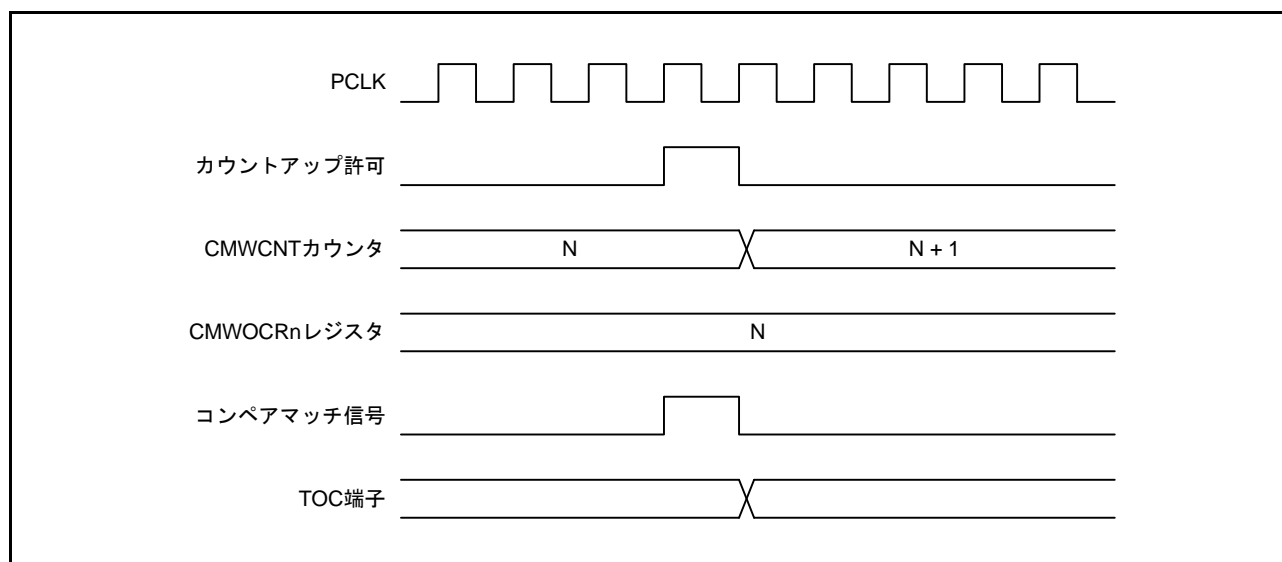 PCLK
カウントアップ許可
CMWCNTカウンタ
N
N + 1
CMWOCRnレジスタ
N
コンペアマッチ信号
TOC端子